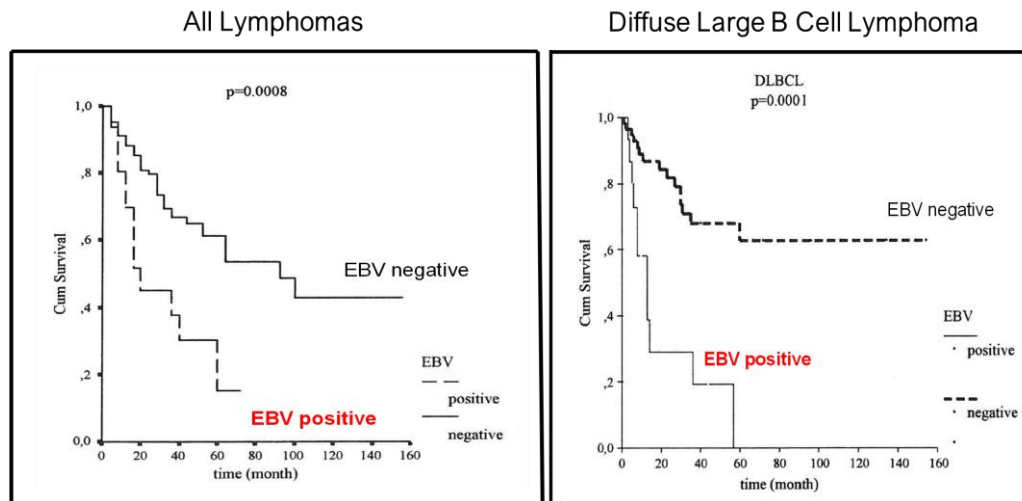 All Lymphomas
p=0.0008
1,0
,8
,6
,4
,2
0,0
Cum Survival
0 20 40 60 80 100 120 140 160
time (month)
EBV negative
EBV positive
EBV
positive
negative
Diffuse Large B Cell Lymphoma
DLBCL
p=0.0001
1,0
,8
,6
,4
,2
0,0
Cum Survival
0 20 40 60 80 100 120 140 160
time (month)
EBV negative
EBV positive
EBV
positive
negative